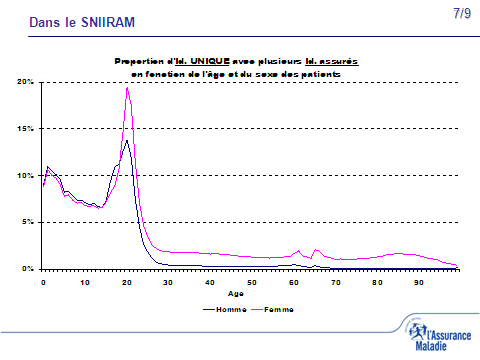 7/9
Dans le SNIIRAM
Proportion d'Id. UNIQUE avec plusieurs Id. assurés
en fonction de l'âge et du sexe des patients
20%
15%
10%
5%
0%
0 10 20 30 40 50 60 70 80 90
Age
Homme Femme
l'Assurance
Maladie